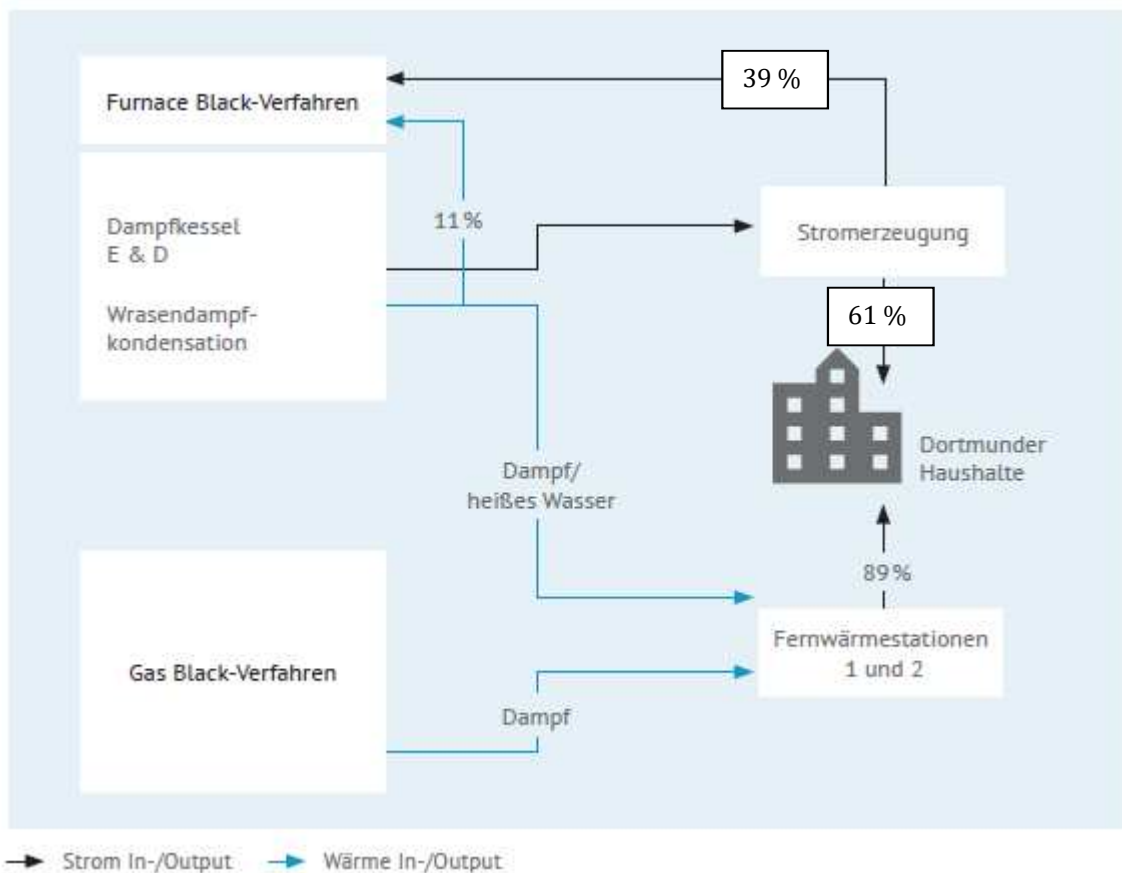 39 %
Furnace Black-Verfahren
11 %
Dampfkessel
E & D
Wrasendampf-
kondensation
Stromerzeugung
61 %
Dortmunder
Haushalte
Dampf/
heißes Wasser
89 %
Fernwärmestationen
1 und 2
Gas Black-Verfahren
Dampf
Strom In-/Output
Wärme In-/Output